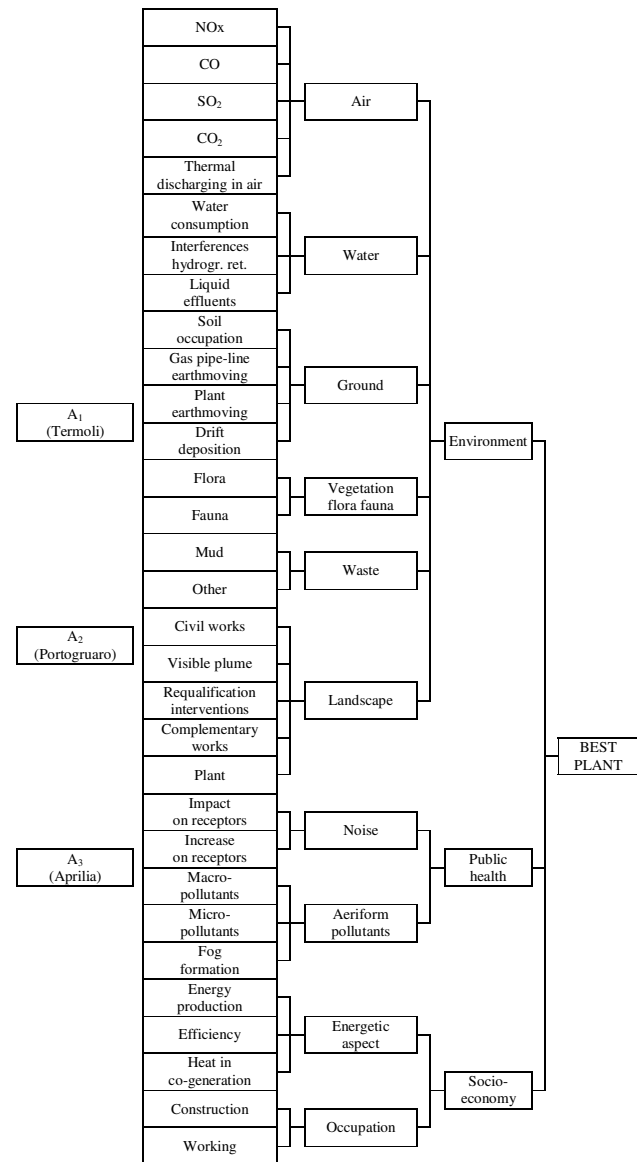 NOx
CO
SO₂
CO₂
Thermal
discharging in air
Water
consumption
Interferences
hydrogr. ret.
Liquid
effluents
Soil
occupation
Gas pipe-line
earthmoving
Plant
earthmoving
Drift
deposition
Flora
Fauna
Mud
Other
Civil works
Visible plume
Requalification
interventions
Complementary
works
Plant
Impact
on receptors
Increase
on receptors
Macro-
pollutants
Micro-
pollutants
Fog
formation
Energy
production
Efficiency
Heat in
co-generation
Construction
Working
A₁
(Termoli)
A₂
(Portogruaro)
A₃
(Aprilia)
Air
Water
Ground
Vegetation
flora fauna
Waste
Landscape
Noise
Aeriform
pollutants
Energetic
aspect
Occupation
Environment
Public
health
Socio-
economy
BEST
PLANT